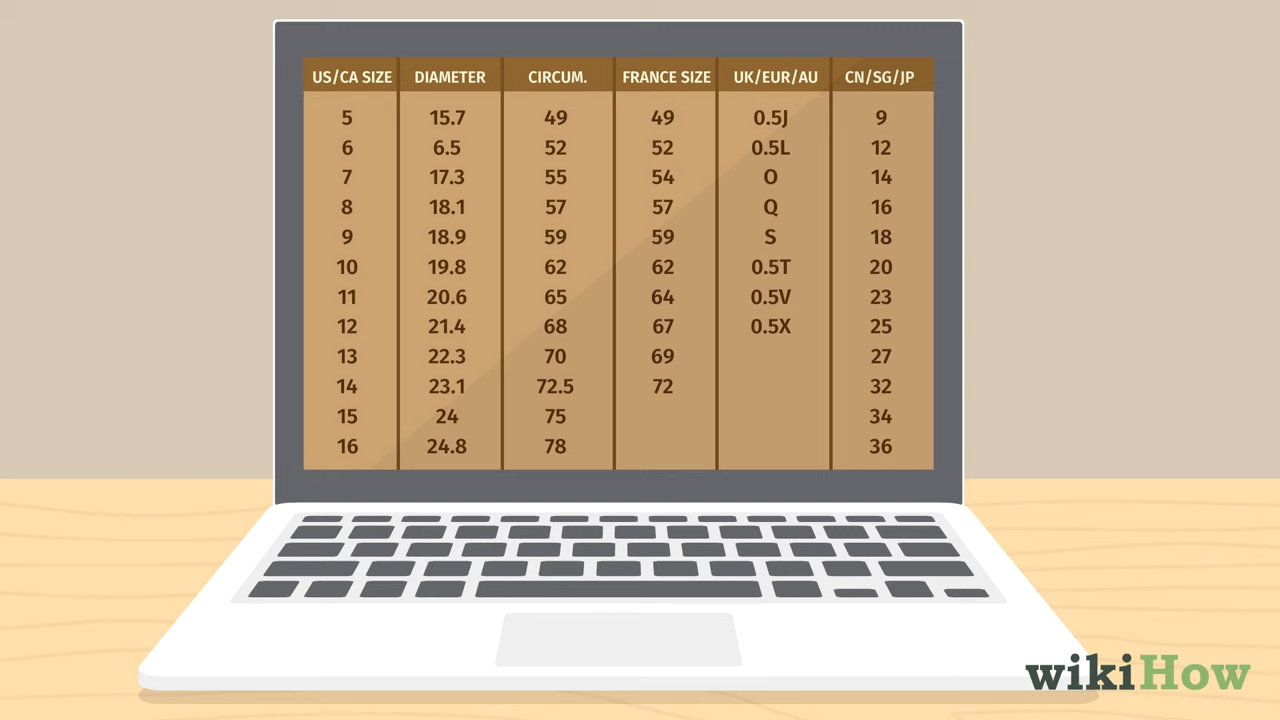 US/CA SIZE DIAMETER CIRCUM. FRANCE SIZE UK/EUR/AU CN/SG/JP
5 15.7 49 49 0.5J 9
6 6.5 52 52 0.5L 12
7 17.3 55 54 O 14
8 18.1 57 57 Q 16
9 18.9 59 59 S 18
10 19.8 62 62 0.5T 20
11 20.6 65 64 0.5V 23
12 21.4 68 67 0.5X 25
13 22.3 70 69 27
14 23.1 72.5 72 32
15 24 75 34
16 24.8 78 36
wikiHow